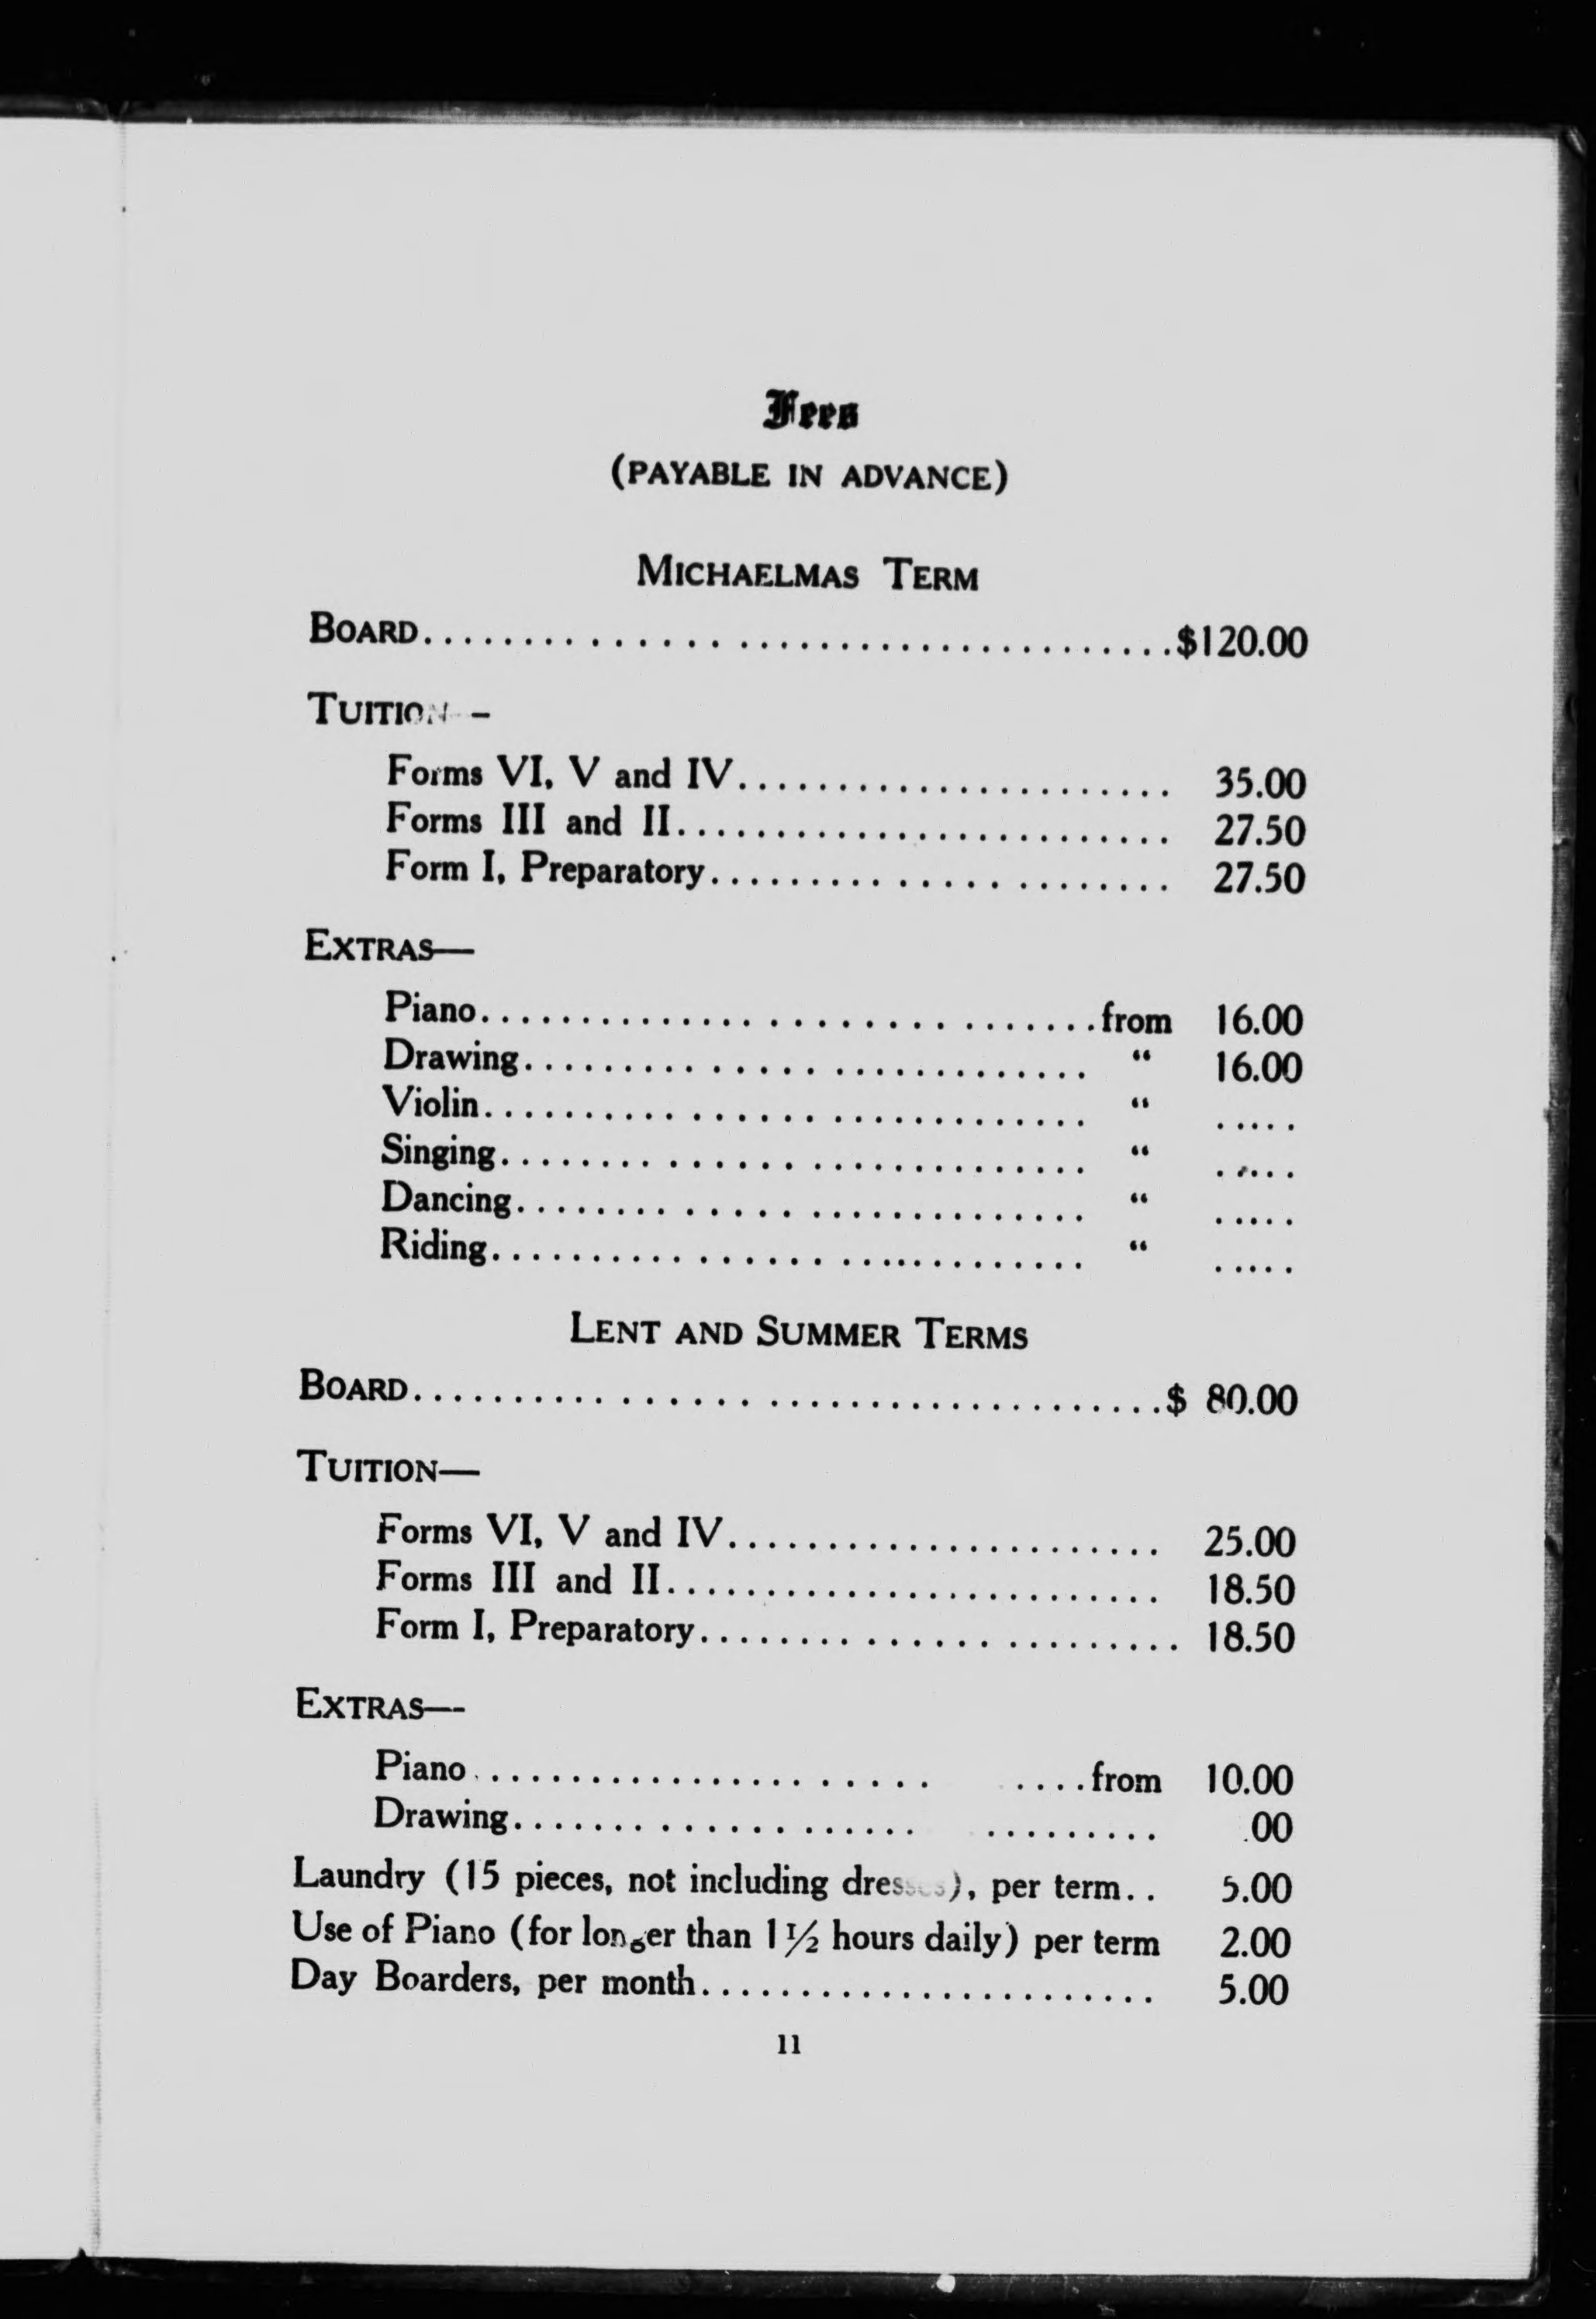 Fees
(PAYABLE IN ADVANCE)
MICHAELMAS TERM
BOARD........................................$120.00
TUITION—
Forms VI, V and IV....................... 35.00
Forms III and II.......................... 27.50
Form I, Preparatory........................ 27.50
EXTRAS—
Piano................................from 16.00
Drawing............................. “ 16.00
Violin............................... “ .....
Singing.............................. “ .....
Dancing............................. “ .....
Riding............................... “ .....
LENT AND SUMMER TERMS
BOARD........................................$ 80.00
TUITION—
Forms VI, V and IV....................... 25.00
Forms III and II.......................... 18.50
Form I, Preparatory........................ 18.50
EXTRAS—
Piano....................... ....from 10.00
Drawing.................... ......... .00
Laundry (15 pieces, not including dresses), per term.. 5.00
Use of Piano (for longer than 1½ hours daily) per term 2.00
Day Boarders, per month....................... 5.00
11